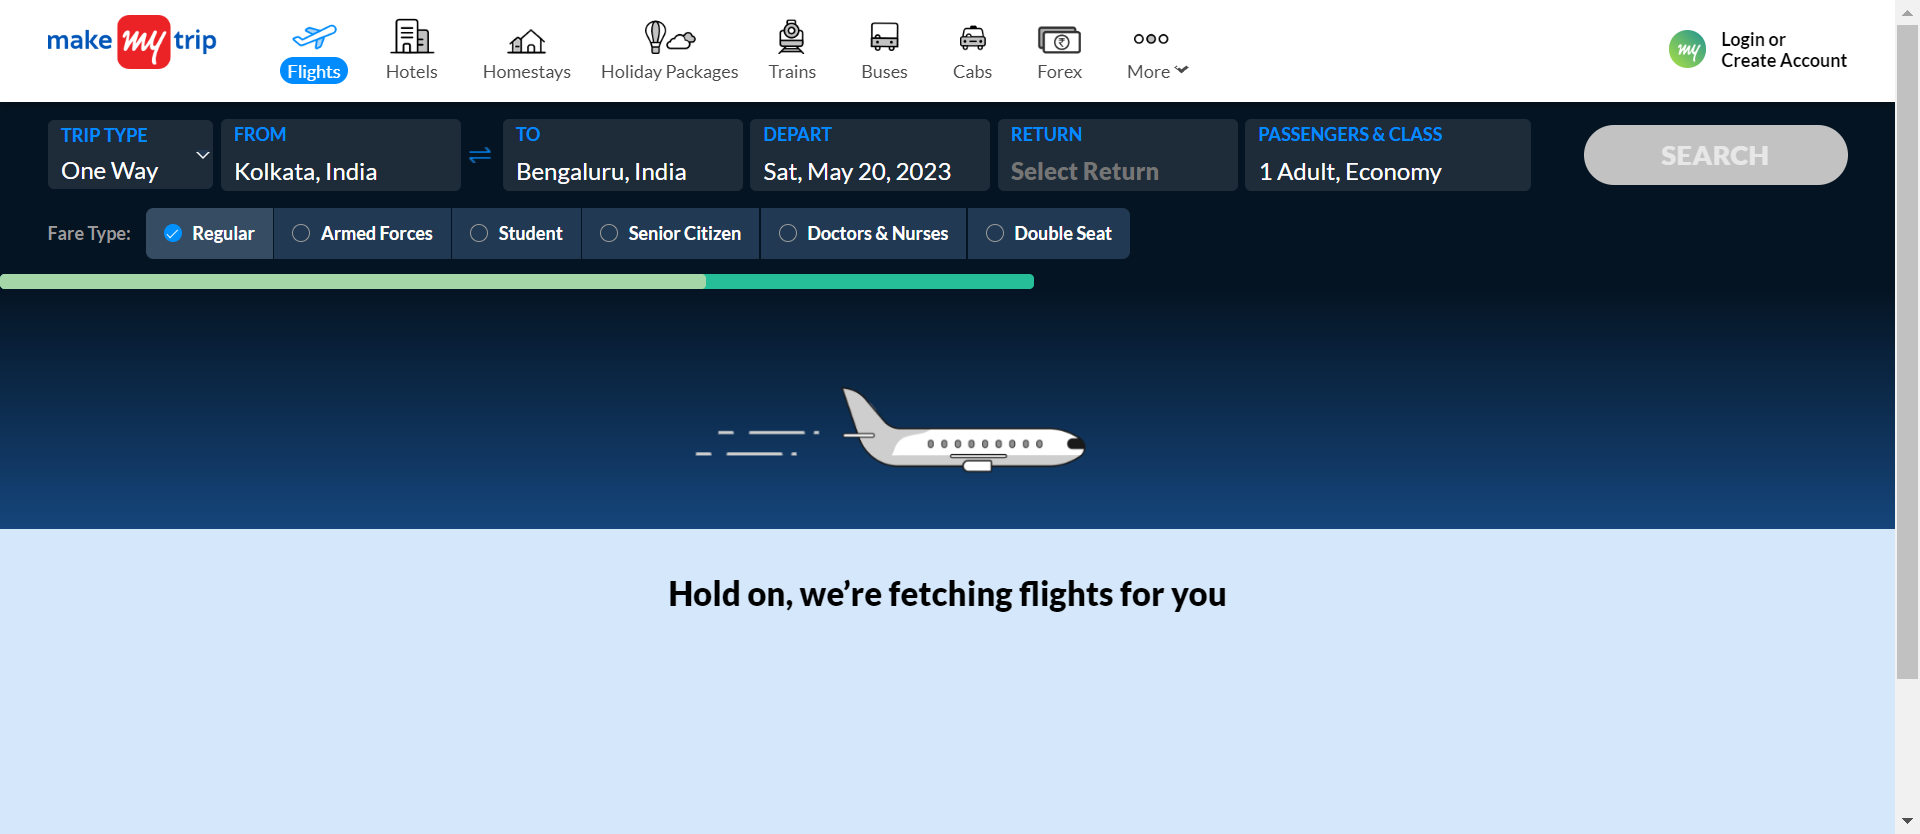 make my trip
Flights
Hotels
Homestays
Holiday Packages
Trains
Buses
Cabs
Forex
More
my
Login or
Create Account
TRIP TYPE
One Way
FROM
Kolkata, India
TO
Bengaluru, India
DEPART
Sat, May 20, 2023
RETURN
Select Return
PASSENGERS & CLASS
1 Adult, Economy
SEARCH
Fare Type:
Regular
Armed Forces
Student
Senior Citizen
Doctors & Nurses
Double Seat
Hold on, we’re fetching flights for you